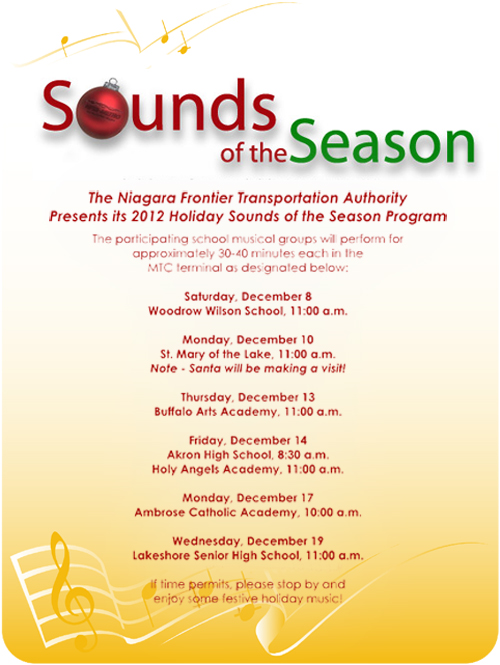 Sounds
of the Season
The Niagara Frontier Transportation Authority
Presents its 2012 Holiday Sounds of the Season Program
The participating school musical groups will perform for
approximately 30-40 minutes each in the
MTC terminal as designated below:
Saturday, December 8
Woodrow Wilson School, 11:00 a.m.
Monday, December 10
St. Mary of the Lake, 11:00 a.m.
Note - Santa will be making a visit!
Thursday, December 13
Buffalo Arts Academy, 11:00 a.m.
Friday, December 14
Akron High School, 8:30 a.m.
Holy Angels Academy, 11:00 a.m.
Monday, December 17
Ambrose Catholic Academy, 10:00 a.m.
Wednesday, December 19
Lakeshore Senior High School, 11:00 a.m.
If time permits, please stop by and
enjoy some festive holiday music!